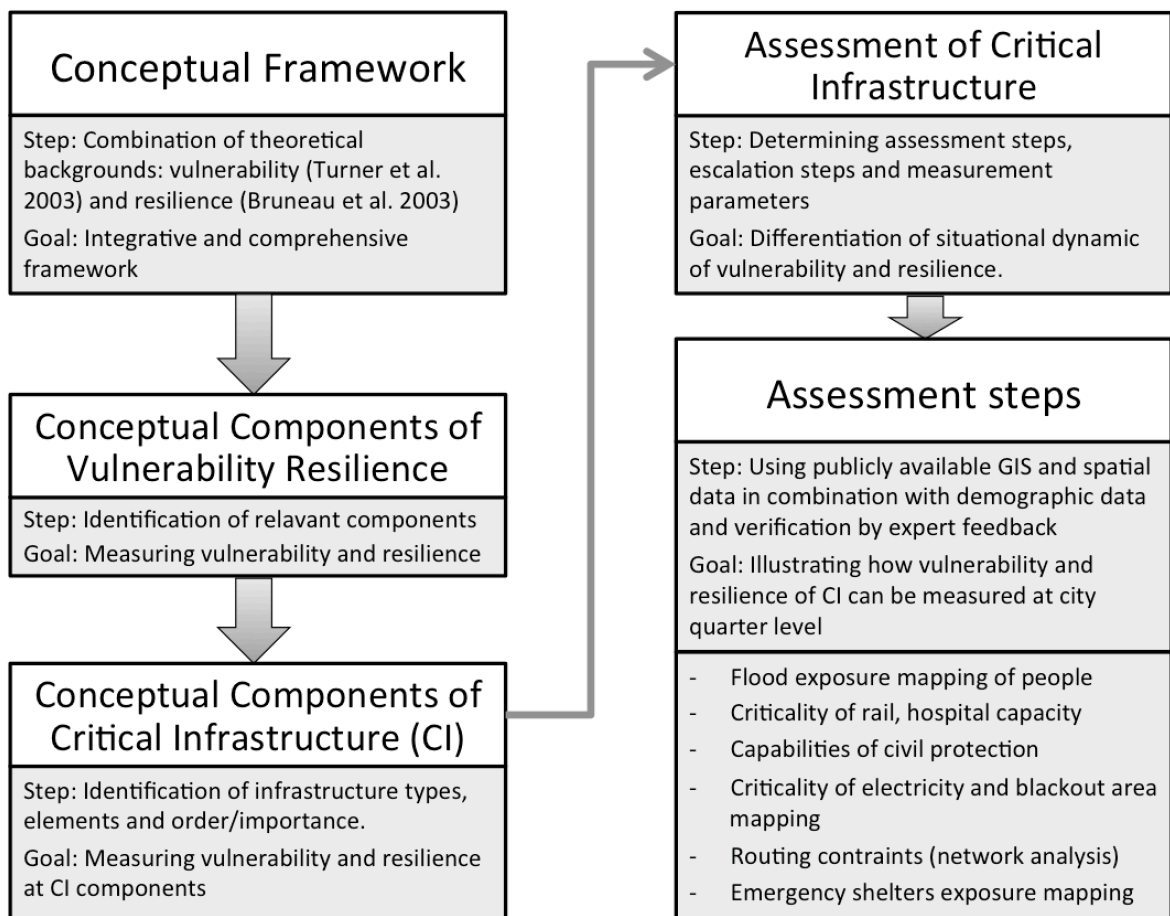 Conceptual Framework
Step: Combination of theoretical
backgrounds: vulnerability (Turner et al.
2003) and resilience (Bruneau et al. 2003)
Goal: Integrative and comprehensive
framework
Conceptual Components of
Vulnerability Resilience
Step: Identification of relavant components
Goal: Measuring vulnerability and resilience
Conceptual Components of
Critical Infrastructure (CI)
Step: Identification of infrastructure types,
elements and order/importance.
Goal: Measuring vulnerability and resilience
at CI components
Assessment of Critical
Infrastructure
Step: Determining assessment steps,
escalation steps and measurement
parameters
Goal: Differentiation of situational dynamic
of vulnerability and resilience.
Assessment steps
Step: Using publicly available GIS and spatial
data in combination with demographic data
and verification by expert feedback
Goal: Illustrating how vulnerability and
resilience of CI can be measured at city
quarter level
- Flood exposure mapping of people
- Criticality of rail, hospital capacity
- Capabilities of civil protection
- Criticality of electricity and blackout area
mapping
- Routing contraints (network analysis)
- Emergency shelters exposure mapping